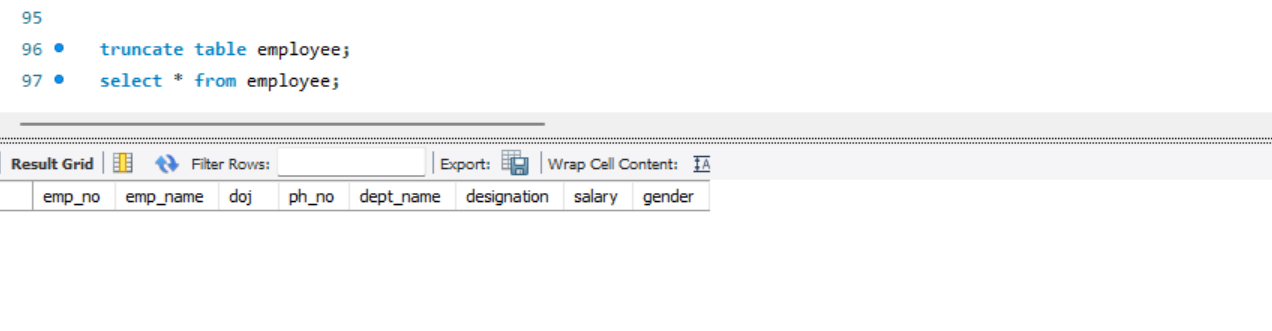 95
96 truncate table employee;
97 select * from employee;
Result Grid Filter Rows: Export: Wrap Cell Content: IA
emp_no emp_name doj ph_no dept_name designation salary gender